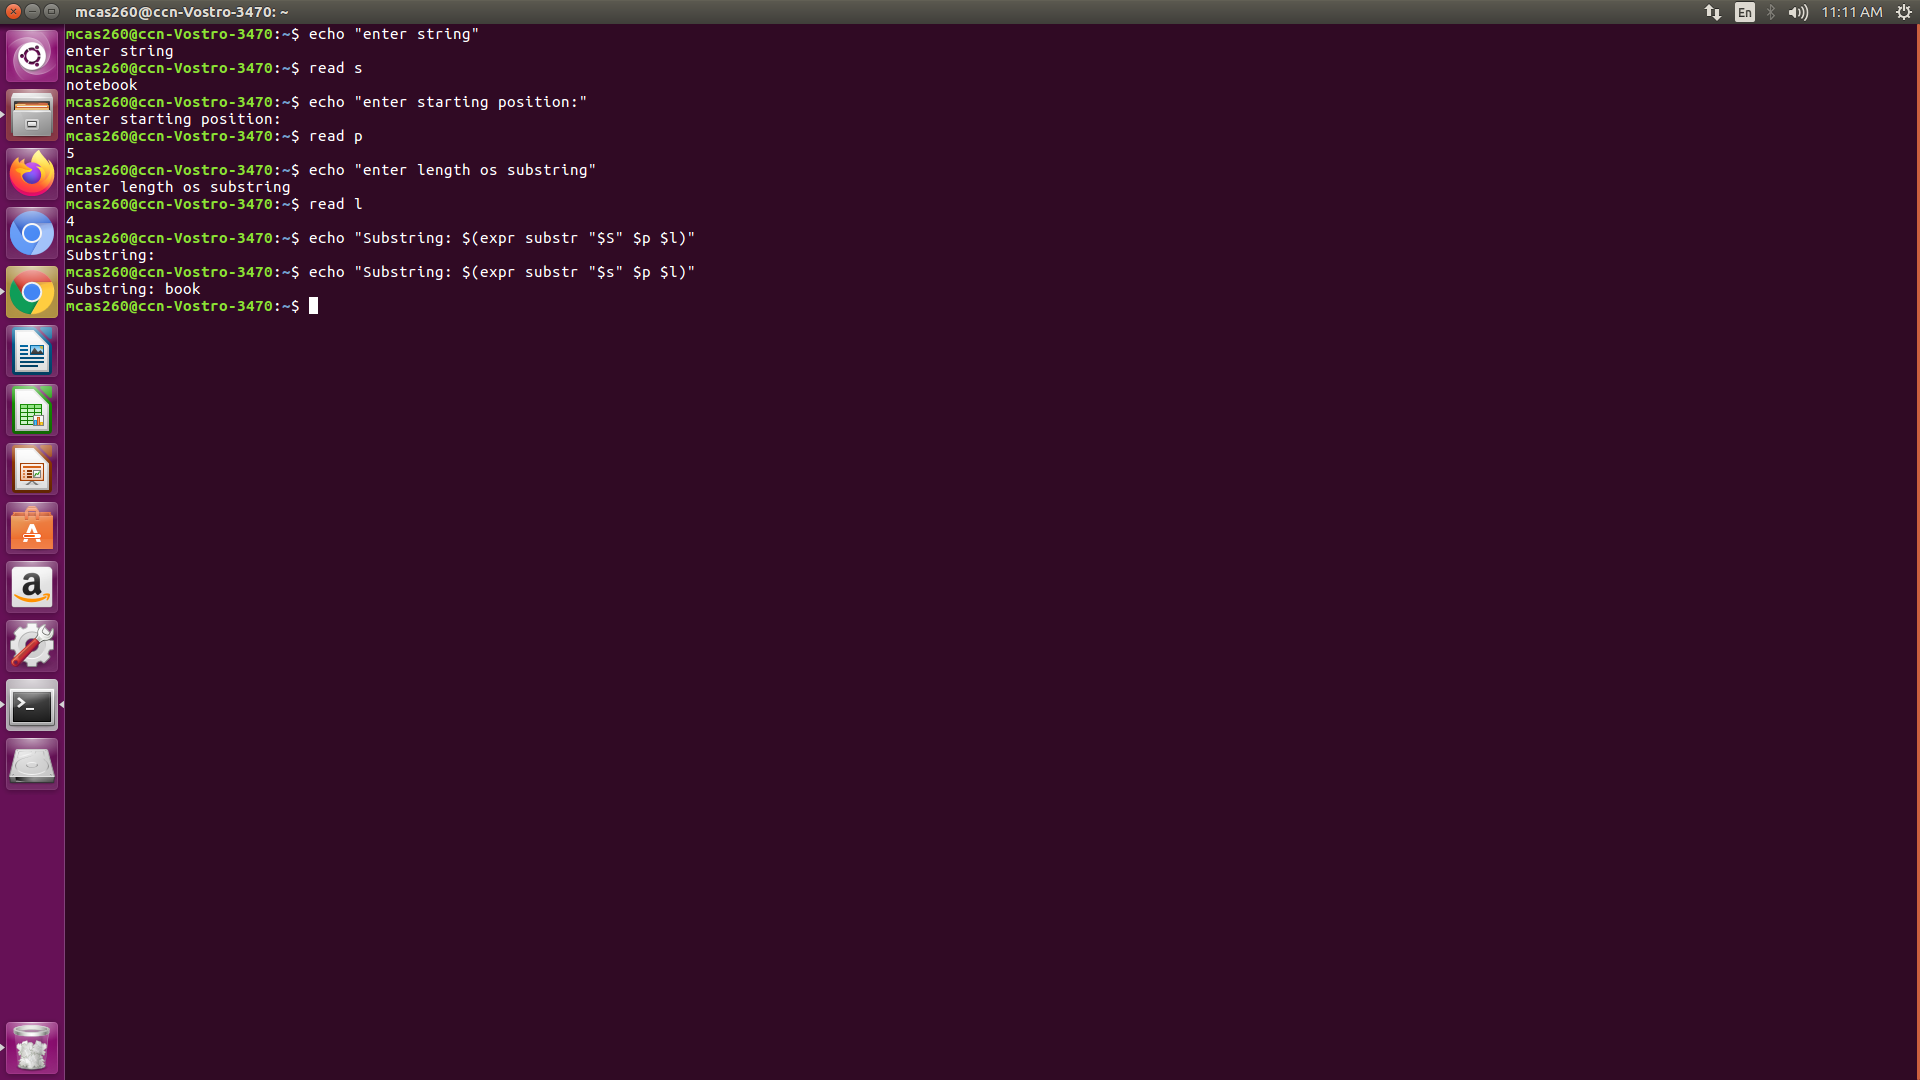 mcas260@ccn-Vostro-3470: ~
En
11:11 AM
mcas260@ccn-Vostro-3470:~$ echo "enter string"
enter string
mcas260@ccn-Vostro-3470:~$ read s
notebook
mcas260@ccn-Vostro-3470:~$ echo "enter starting position:"
enter starting position:
mcas260@ccn-Vostro-3470:~$ read p
5
mcas260@ccn-Vostro-3470:~$ echo "enter length os substring"
enter length os substring
mcas260@ccn-Vostro-3470:~$ read l
4
mcas260@ccn-Vostro-3470:~$ echo "Substring: $(expr substr "$S" $p $l)"
Substring:
mcas260@ccn-Vostro-3470:~$ echo "Substring: $(expr substr "$s" $p $l)"
Substring: book
mcas260@ccn-Vostro-3470:~$